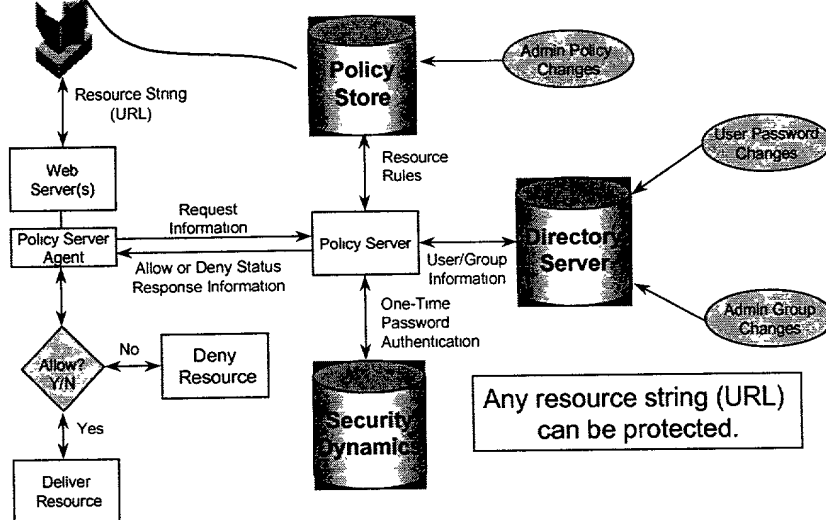 Policy
Store
Admin Policy
Changes
Resource String
(URL)
User Password
Changes
Web
Server(s)
Resource
Rules
Request
Information
Policy Server
Agent
Policy Server
Directory
Server
Allow or Deny Status
Response Information
User/Group
Information
One-Time
Password
Authentication
Admin Group
Changes
Allow?
Y/N
No
Deny
Resource
Yes
Security
Dynamics
Any resource string (URL)
can be protected.
Deliver
Resource